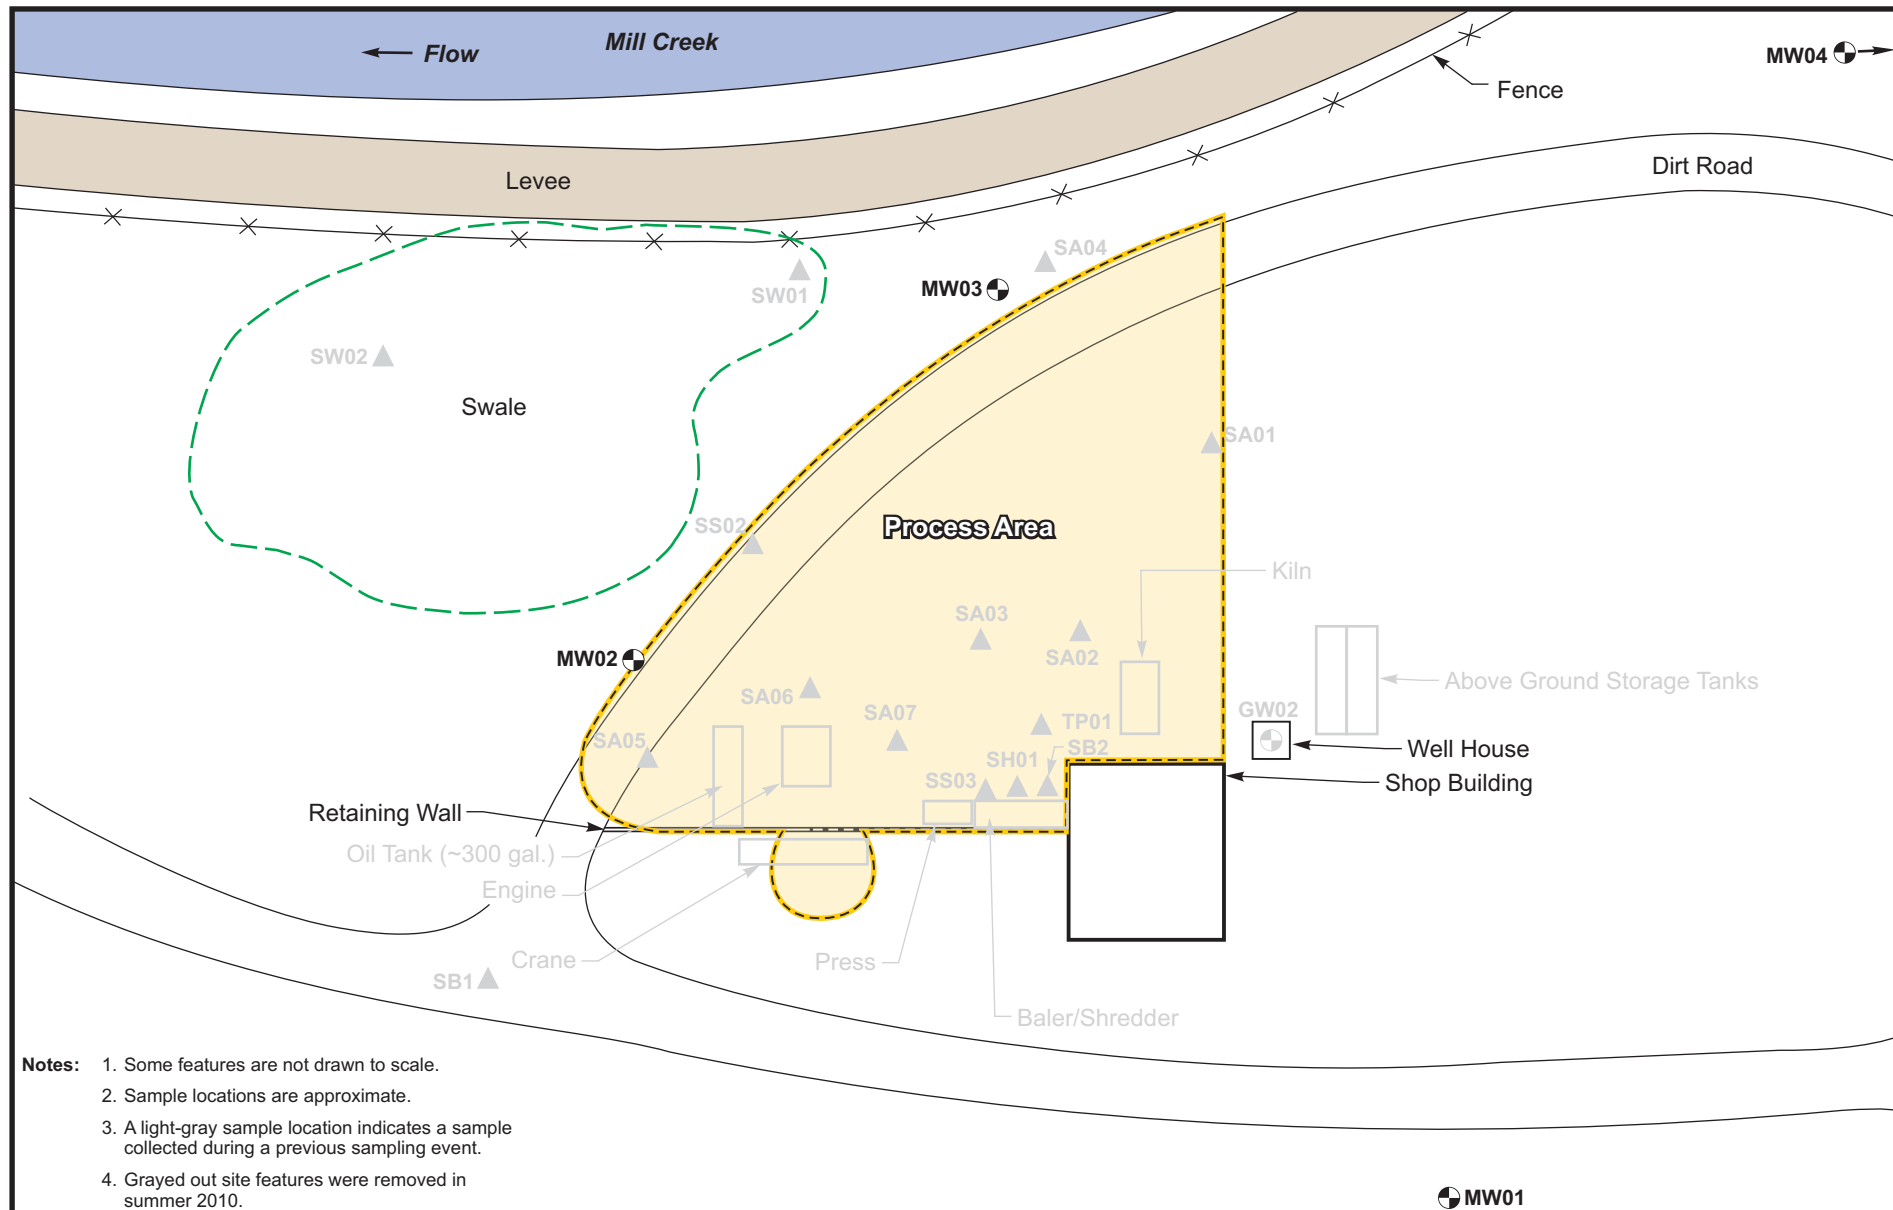 Mill Creek
Flow
MW04
Fence
Dirt Road
Levee
SA04
SW01
MW03
SW02
Swale
SA01
SS02
Process Area
Kiln
SA03
SA02
MW02
Above Ground Storage Tanks
SA06
GW02
SA07
TP01
SA05
SB2
Well House
SH01
SS03
Shop Building
Retaining Wall
Oil Tank (~300 gal.)
Engine
Crane
Press
SB1
Baler/Shredder
Notes: 1. Some features are not drawn to scale.
2. Sample locations are approximate.
3. A light-gray sample location indicates a sample
collected during a previous sampling event.
4. Grayed out site features were removed in
summer 2010.
MW01